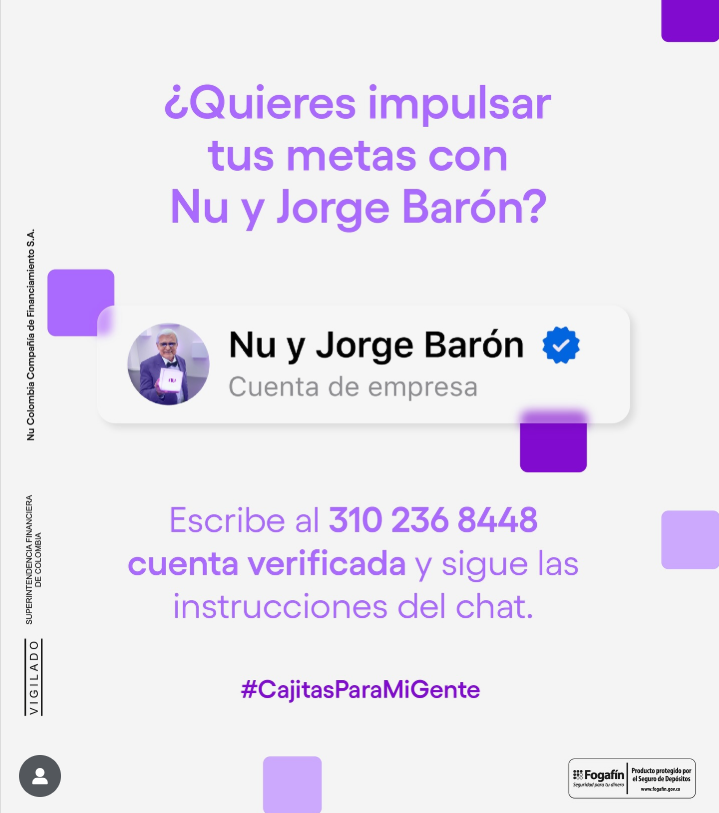 ¿Quieres impulsar
tus metas con
Nu y Jorge Barón?
Nu y Jorge Barón
Cuenta de empresa
Escribe al 310 236 8448
cuenta verificada y sigue las
instrucciones del chat.
#CajitasParaMiGente
Nu Colombia Compañía de Financiamiento S.A.
SUPERINTENDENCIA FINANCIERA
DE COLOMBIA
VIGILADO
Fogafín
Seguridad para tu dinero
Producto protegido por
el Seguro de Depósitos
www.fogafin.gov.co
nu